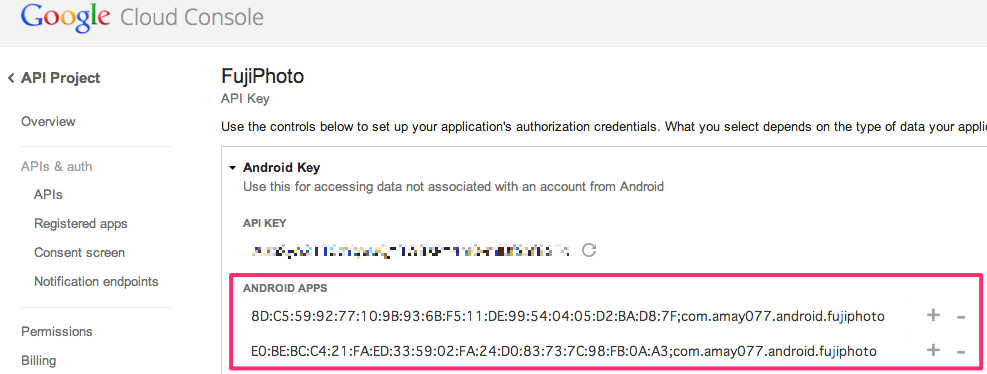 Google Cloud Console
API Project
Overview
APIs & auth
APIs
Registered apps
Consent screen
Notification endpoints
Permissions
Billing
FujiPhoto
API Key
Use the controls below to set up your application's authorization credentials. What you select depends on the type of data your appli
Android Key
Use this for accessing data not associated with an account from Android
API KEY
ANDROID APPS
8D:C5:59:92:77:10:9B:93:6B:F5:11:DE:99:54:04:05:D2:BA:D8:7F;com.amay077.android.fujiphoto
E0:BE:BC:C4:21:FA:ED:33:59:02:FA:24:D0:83:73:7C:98:FB:0A:A3;com.amay077.android.fujiphoto